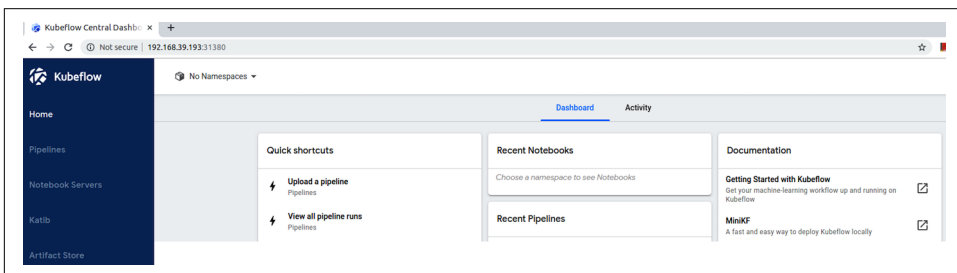 Kubeflow Central Dashbo
Not secure | 192.168.39.193:31380
Kubeflow
No Namespaces
Home
Pipelines
Notebook Servers
Katib
Artifact Store
Dashboard Activity
Quick shortcuts
Upload a pipeline
Pipelines
View all pipeline runs
Pipelines
Recent Notebooks
Choose a namespace to see Notebooks
Recent Pipelines
Documentation
Getting Started with Kubeflow
Get your machine-learning workflow up and running on
Kubeflow
MiniKF
A fast and easy way to deploy Kubeflow locally